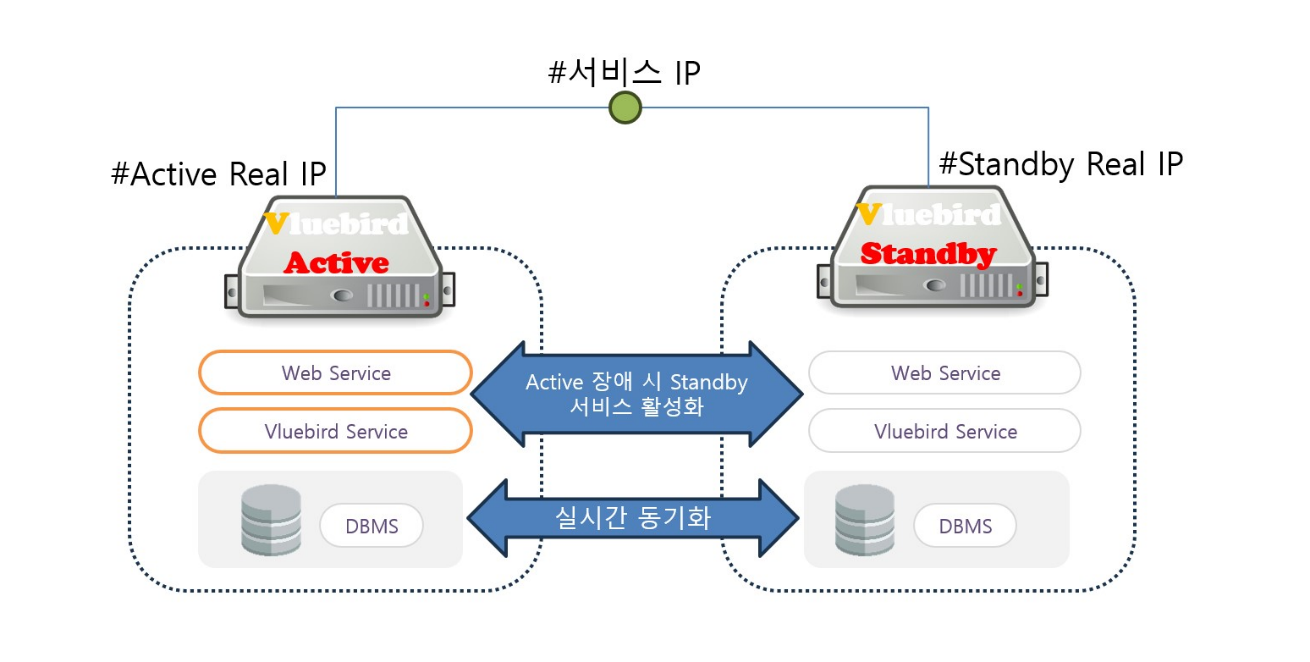 #서비스 IP
#Active Real IP
#Standby Real IP
Vluebird
Active
Vluebird
Standby
Web Service
Vluebird Service
DBMS
Active 장애 시 Standby
서비스 활성화
실시간 동기화
Web Service
Vluebird Service
DBMS